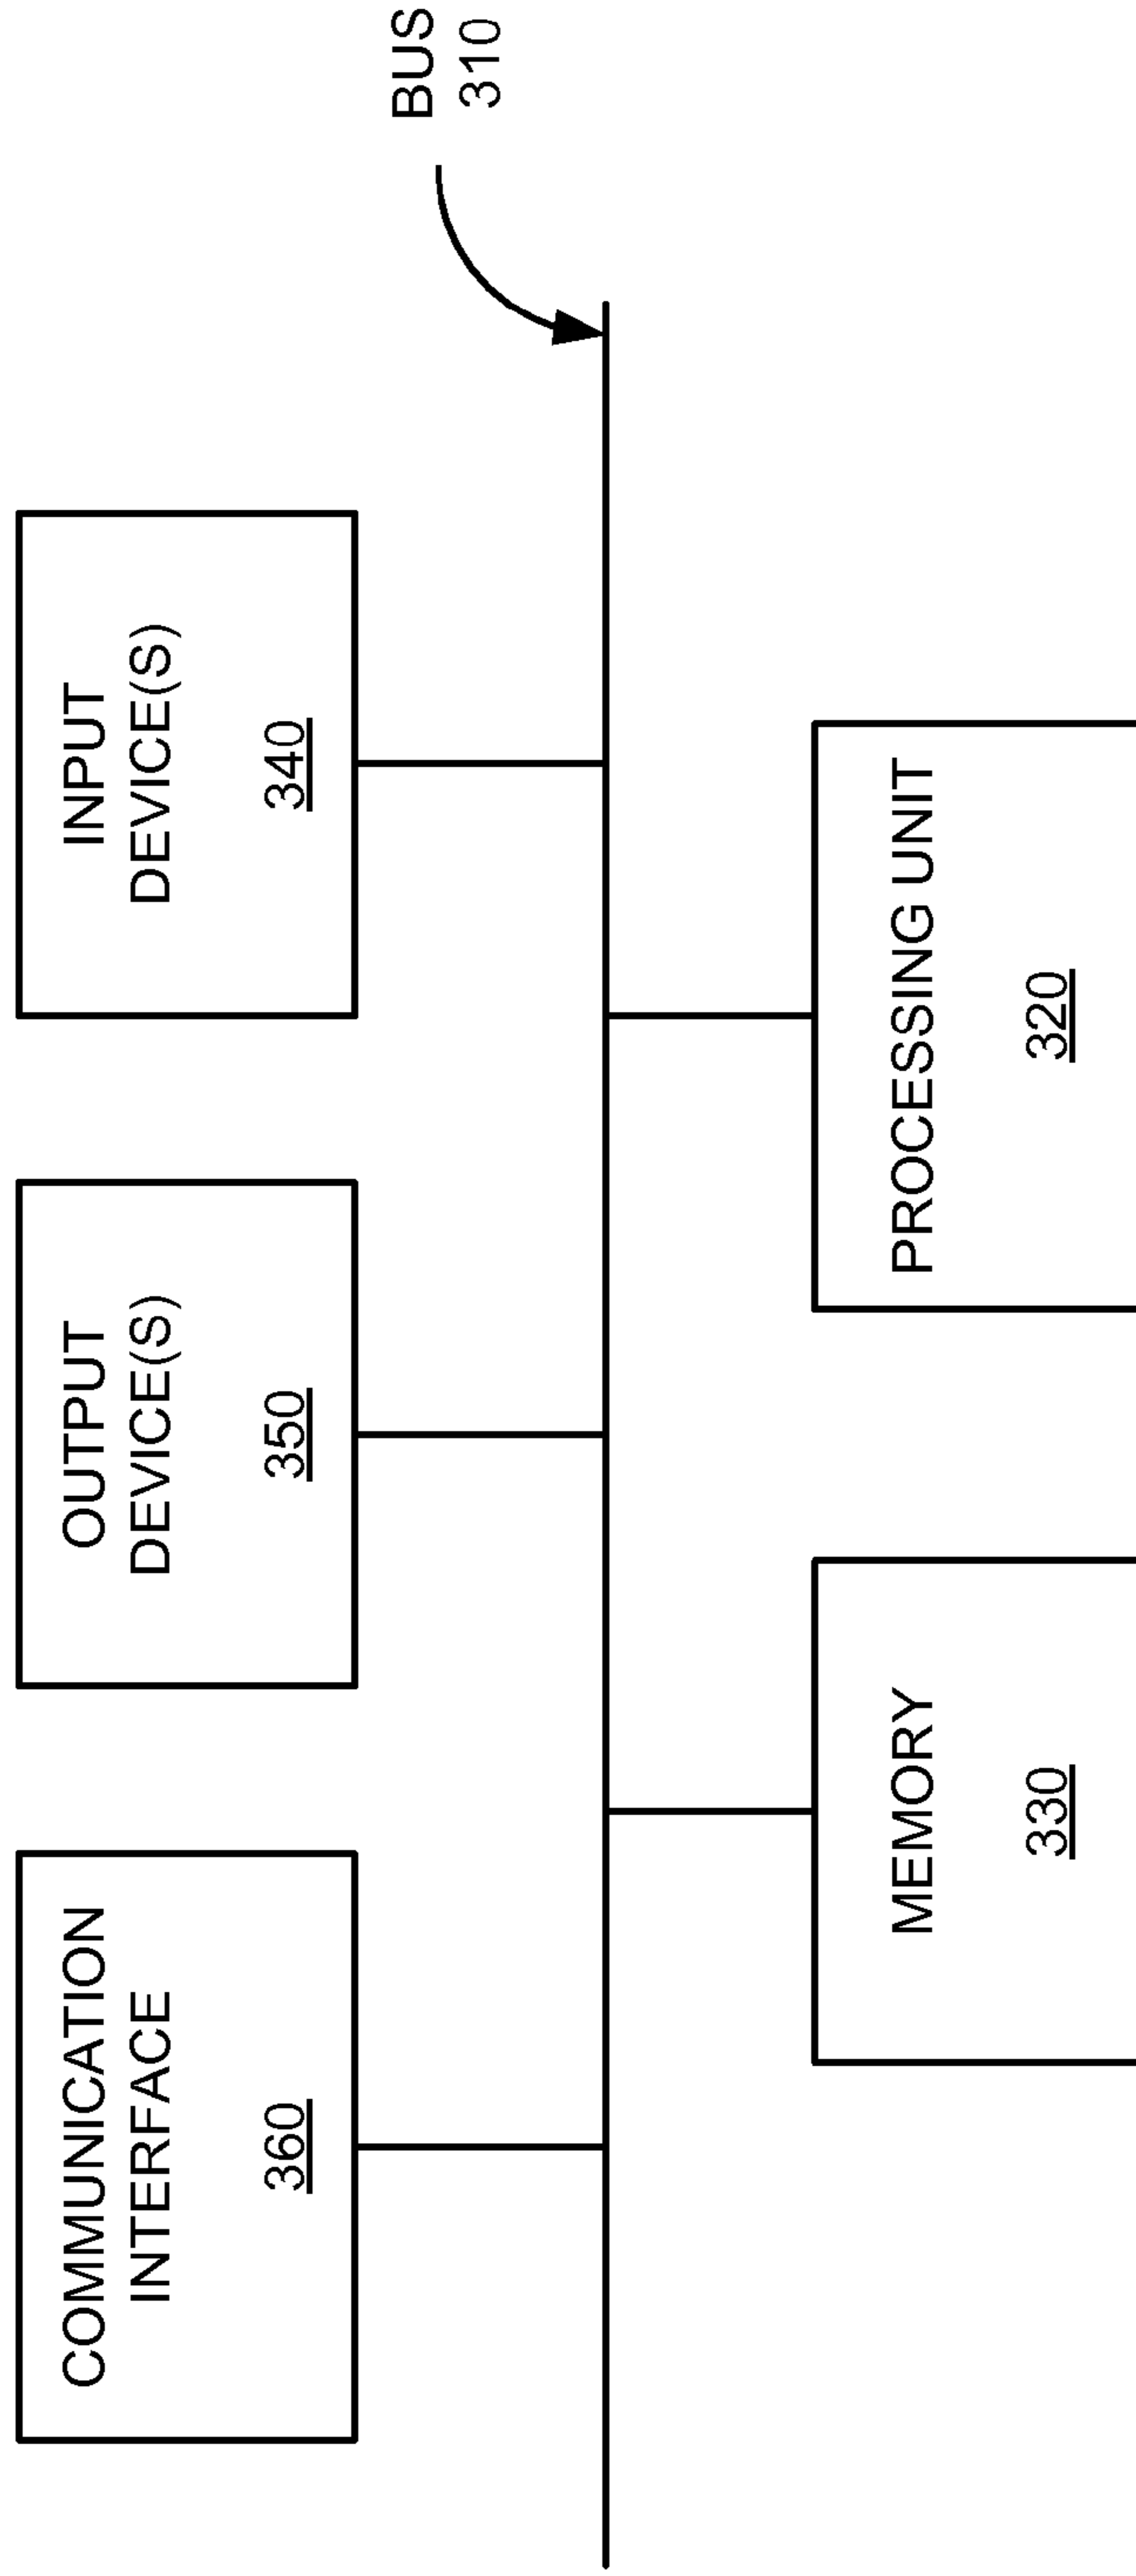 COMMUNICATION
INTERFACE
360
OUTPUT
DEVICE(S)
350
INPUT
DEVICE(S)
340
BUS
310
MEMORY
330
PROCESSING UNIT
320